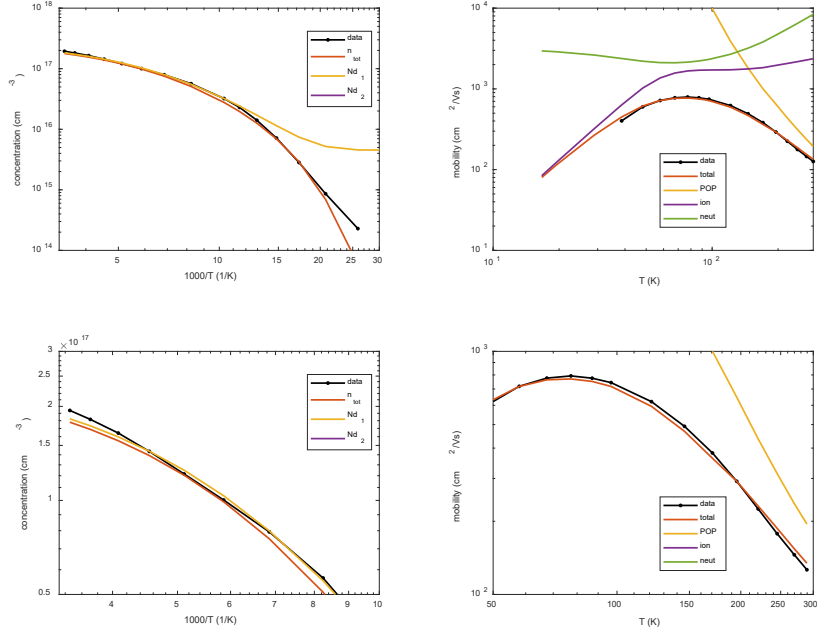 10 18
10 17
10 16
10 15
10 14
concentration (cm -3)
5 10 15 20 25 30
1000/T (1/K)
data
n tot
Nd 1
Nd 2
10 4
10 3
10 2
10 1
mobility (cm 2/Vs)
10 1 10 2
T (K)
data
total
POP
ion
neut
× 10 17
3
2.5
2
1.5
1
0.5
concentration (cm -3)
4 5 6 7 8 9 10
1000/T (1/K)
data
n tot
Nd 1
Nd 2
10 3
10 2
mobility (cm 2/Vs)
50 100 150 200 250 300
T (K)
data
total
POP
ion
neut